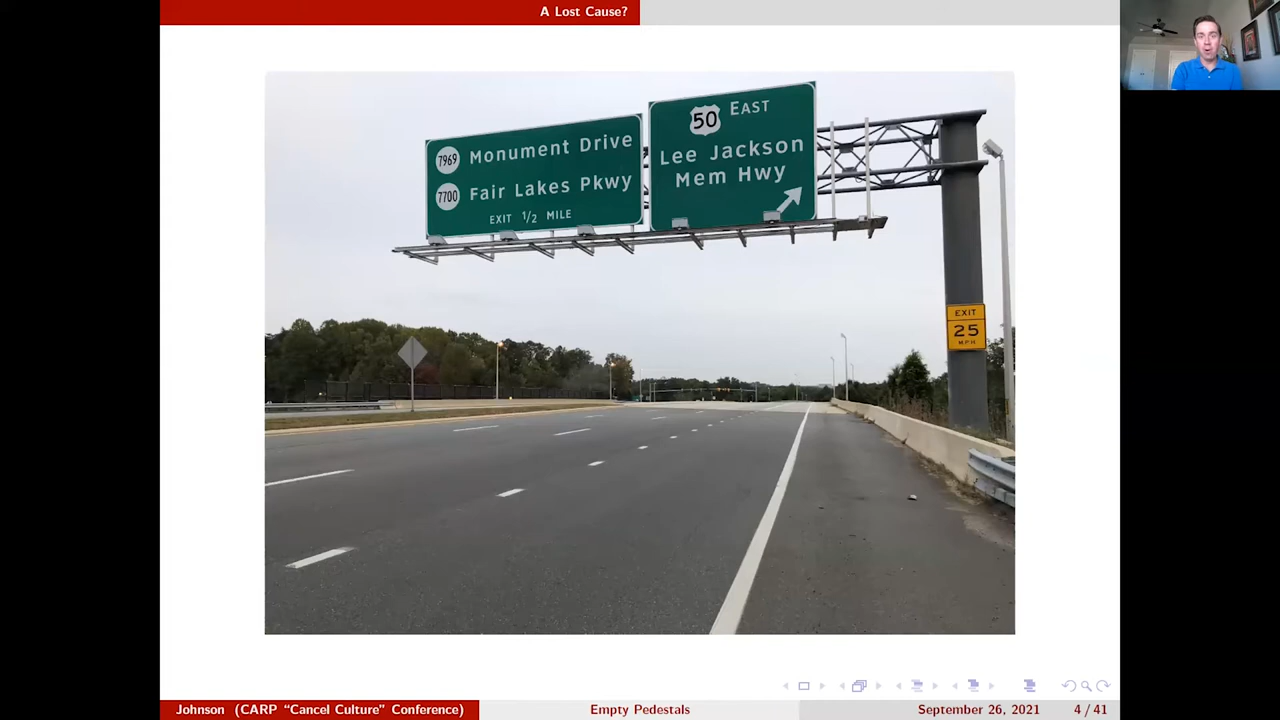 A Lost Cause?
7969 Monument Drive
7700 Fair Lakes Pkwy
EXIT 1/2 MILE
50 EAST
Lee Jackson
Mem Hwy
EXIT
25
M.P.H.
Johnson (CARP “Cancel Culture” Conference)
Empty Pedestals
September 26, 2021
4 / 41